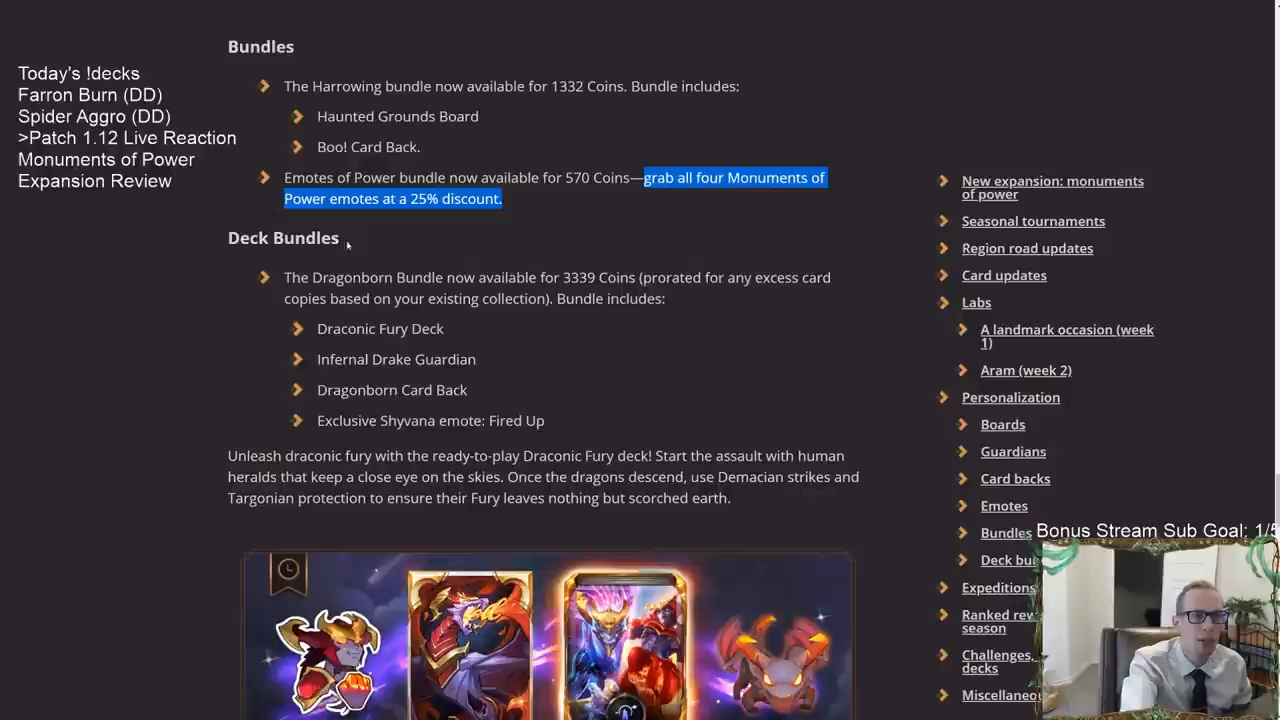 Today's !decks
Farron Burn (DD)
Spider Aggro (DD)
>Patch 1.12 Live Reaction
Monuments of Power
Expansion Review
Bundles
The Harrowing bundle now available for 1332 Coins. Bundle includes:
Haunted Grounds Board
Boo! Card Back.
Emotes of Power bundle now available for 570 Coins—grab all four Monuments of
Power emotes at a 25% discount.
Deck Bundles
The Dragonborn Bundle now available for 3339 Coins (prorated for any excess card
copies based on your existing collection). Bundle includes:
Draconic Fury Deck
Infernal Drake Guardian
Dragonborn Card Back
Exclusive Shyvana emote: Fired Up
Unleash draconic fury with the ready-to-play Draconic Fury deck! Start the assault with human
heralds that keep a close eye on the skies. Once the dragons descend, use Demacian strikes and
Targonian protection to ensure their Fury leaves nothing but scorched earth.
New expansion: monuments
of power
Seasonal tournaments
Region road updates
Card updates
Labs
A landmark occasion (week
1)
Aram (week 2)
Personalization
Boards
Guardians
Card backs
Emotes
Bundles
Deck bu
Bonus Stream Sub Goal: 1/5
Expeditions
Ranked rew
season
Challenges,
decks
Miscellaneo